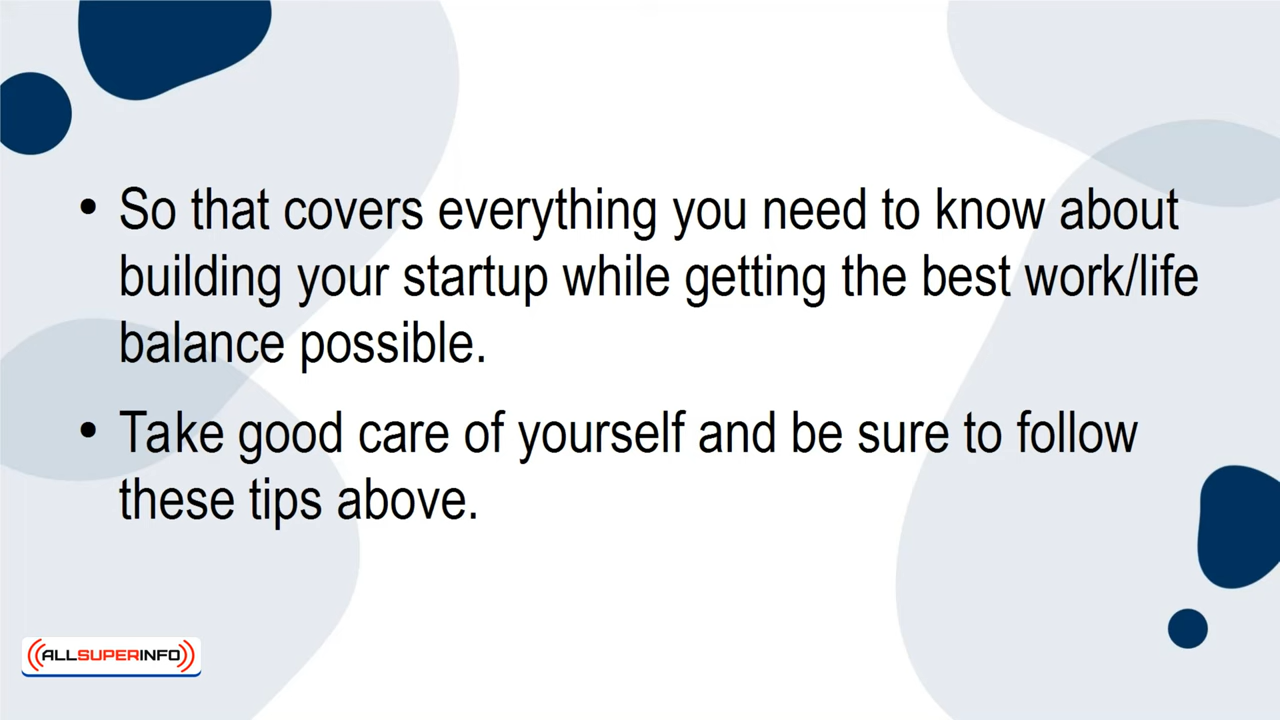 • So that covers everything you need to know about
building your startup while getting the best work/life
balance possible.
• Take good care of yourself and be sure to follow
these tips above.
((ALLSUPERINFO))